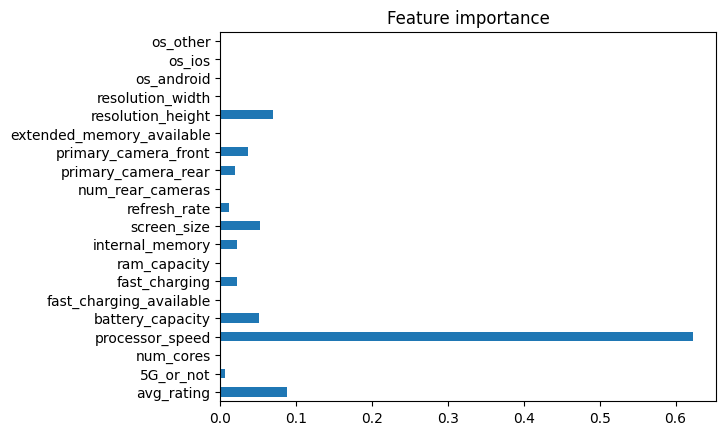 Feature importance
os_other
os_ios
os_android
resolution_width
resolution_height
extended_memory_available
primary_camera_front
primary_camera_rear
num_rear_cameras
refresh_rate
screen_size
internal_memory
ram_capacity
fast_charging
fast_charging_available
battery_capacity
processor_speed
num_cores
5G_or_not
avg_rating
0.0 0.1 0.2 0.3 0.4 0.5 0.6